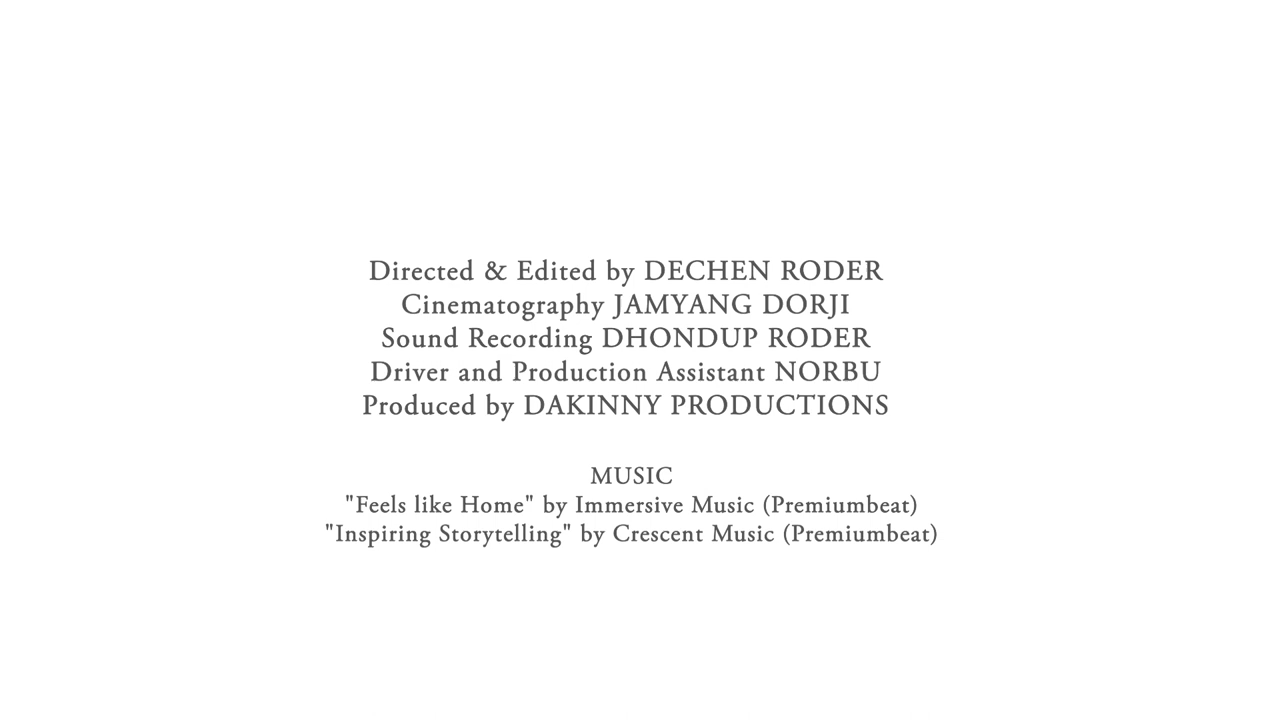 Directed & Edited by DECHEN RODER
Cinematography JAMYANG DORJI
Sound Recording DHONDUP RODER
Driver and Production Assistant NORBU
Produced by DAKINNY PRODUCTIONS
MUSIC
"Feels like Home" by Immersive Music (Premiumbeat)
"Inspiring Storytelling" by Crescent Music (Premiumbeat)